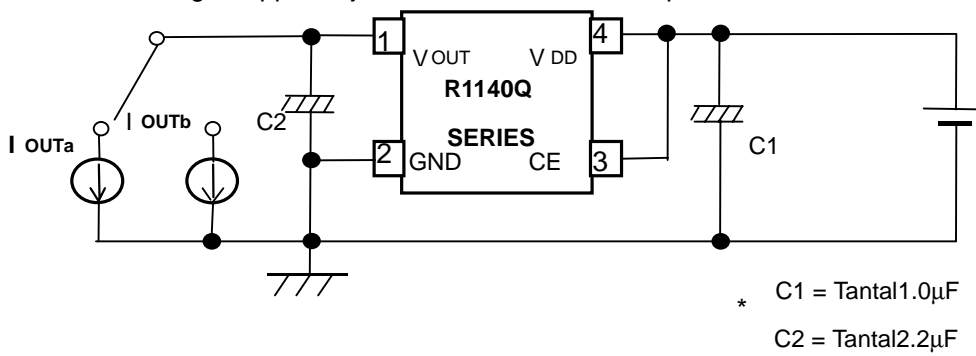 1
4
VOUT
V DD
R1140Q
C2
I OUTb
SERIES
I OUTa
2
GND
CE
3
C1
* C1 = Tantal1.0μF
C2 = Tantal2.2μF